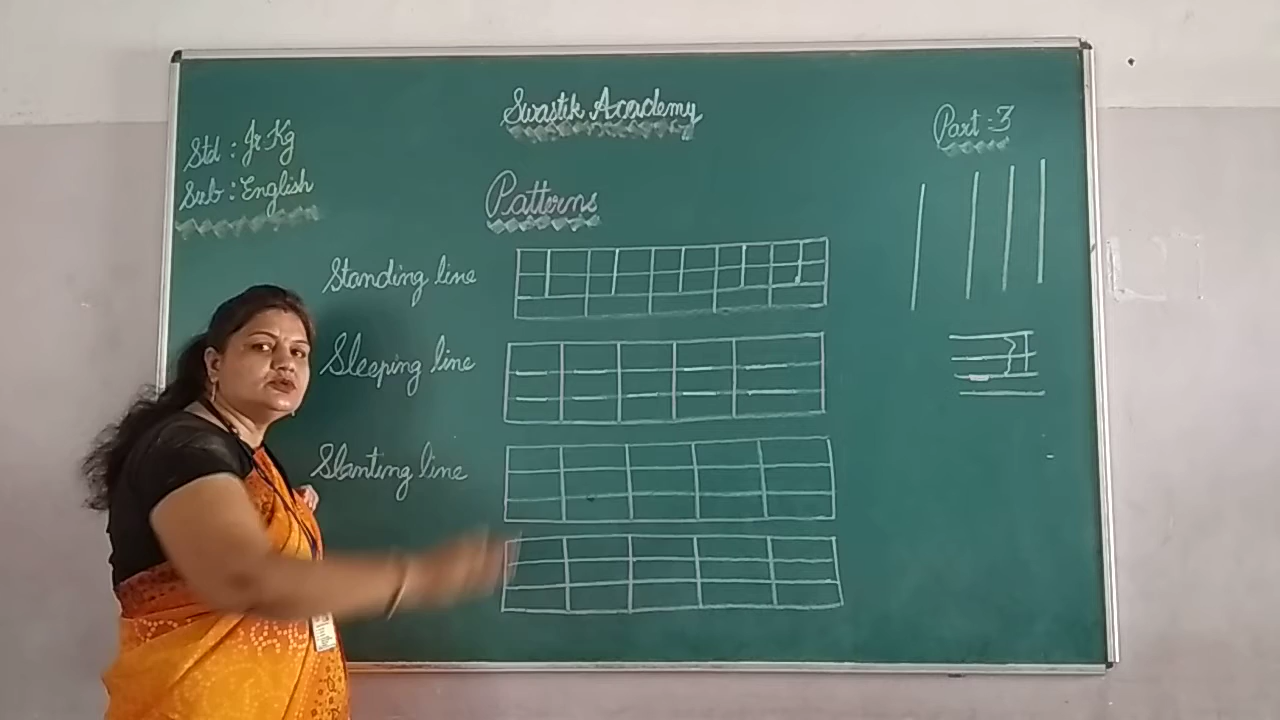 Swastik Academy
Std : Jr.Kg
Part :3
Sub : English
Patterns
Standing line
Sleeping line
Slanting line